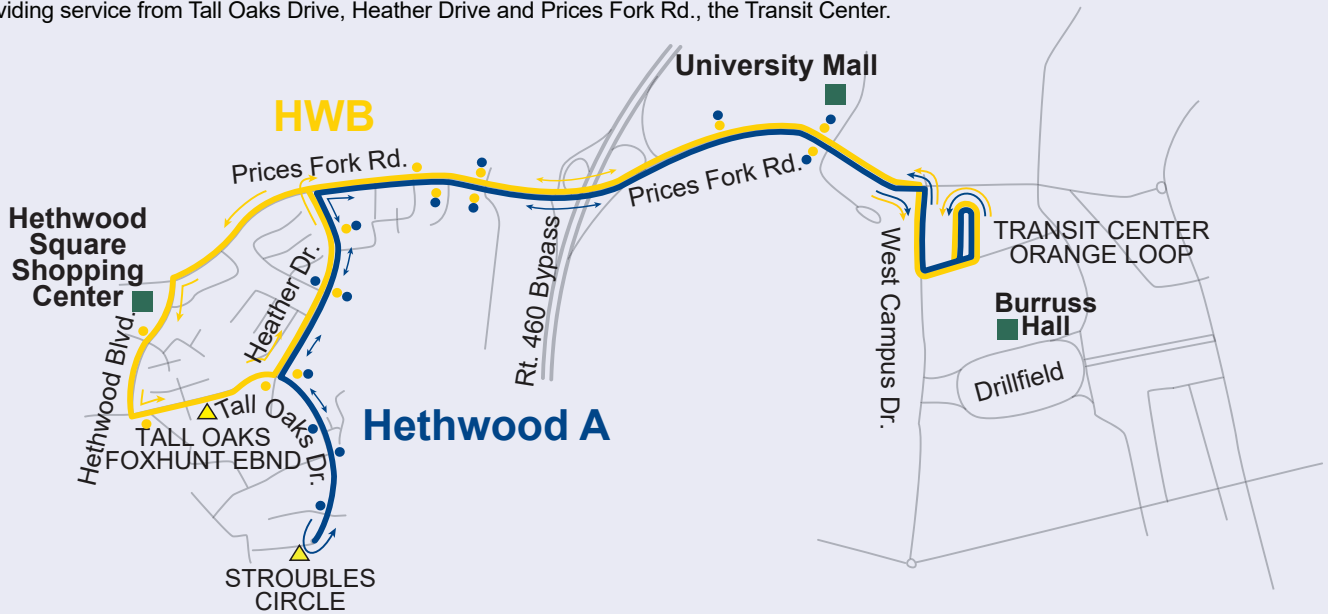 viding service from Tall Oaks Drive, Heather Drive and Prices Fork Rd., the Transit Center.
University Mall
HWB
Prices Fork Rd.
Prices Fork Rd.
Hethwood
Square
Shopping
Center
TRANSIT CENTER
ORANGE LOOP
West Campus Dr.
Rt. 460 Bypass
Heather Dr.
Burruss
Hall
Hethwood Blvd.
Drillfield
Tall Oaks Dr.
Hethwood A
TALL OAKS
FOXHUNT EBND
STROUBLES
CIRCLE